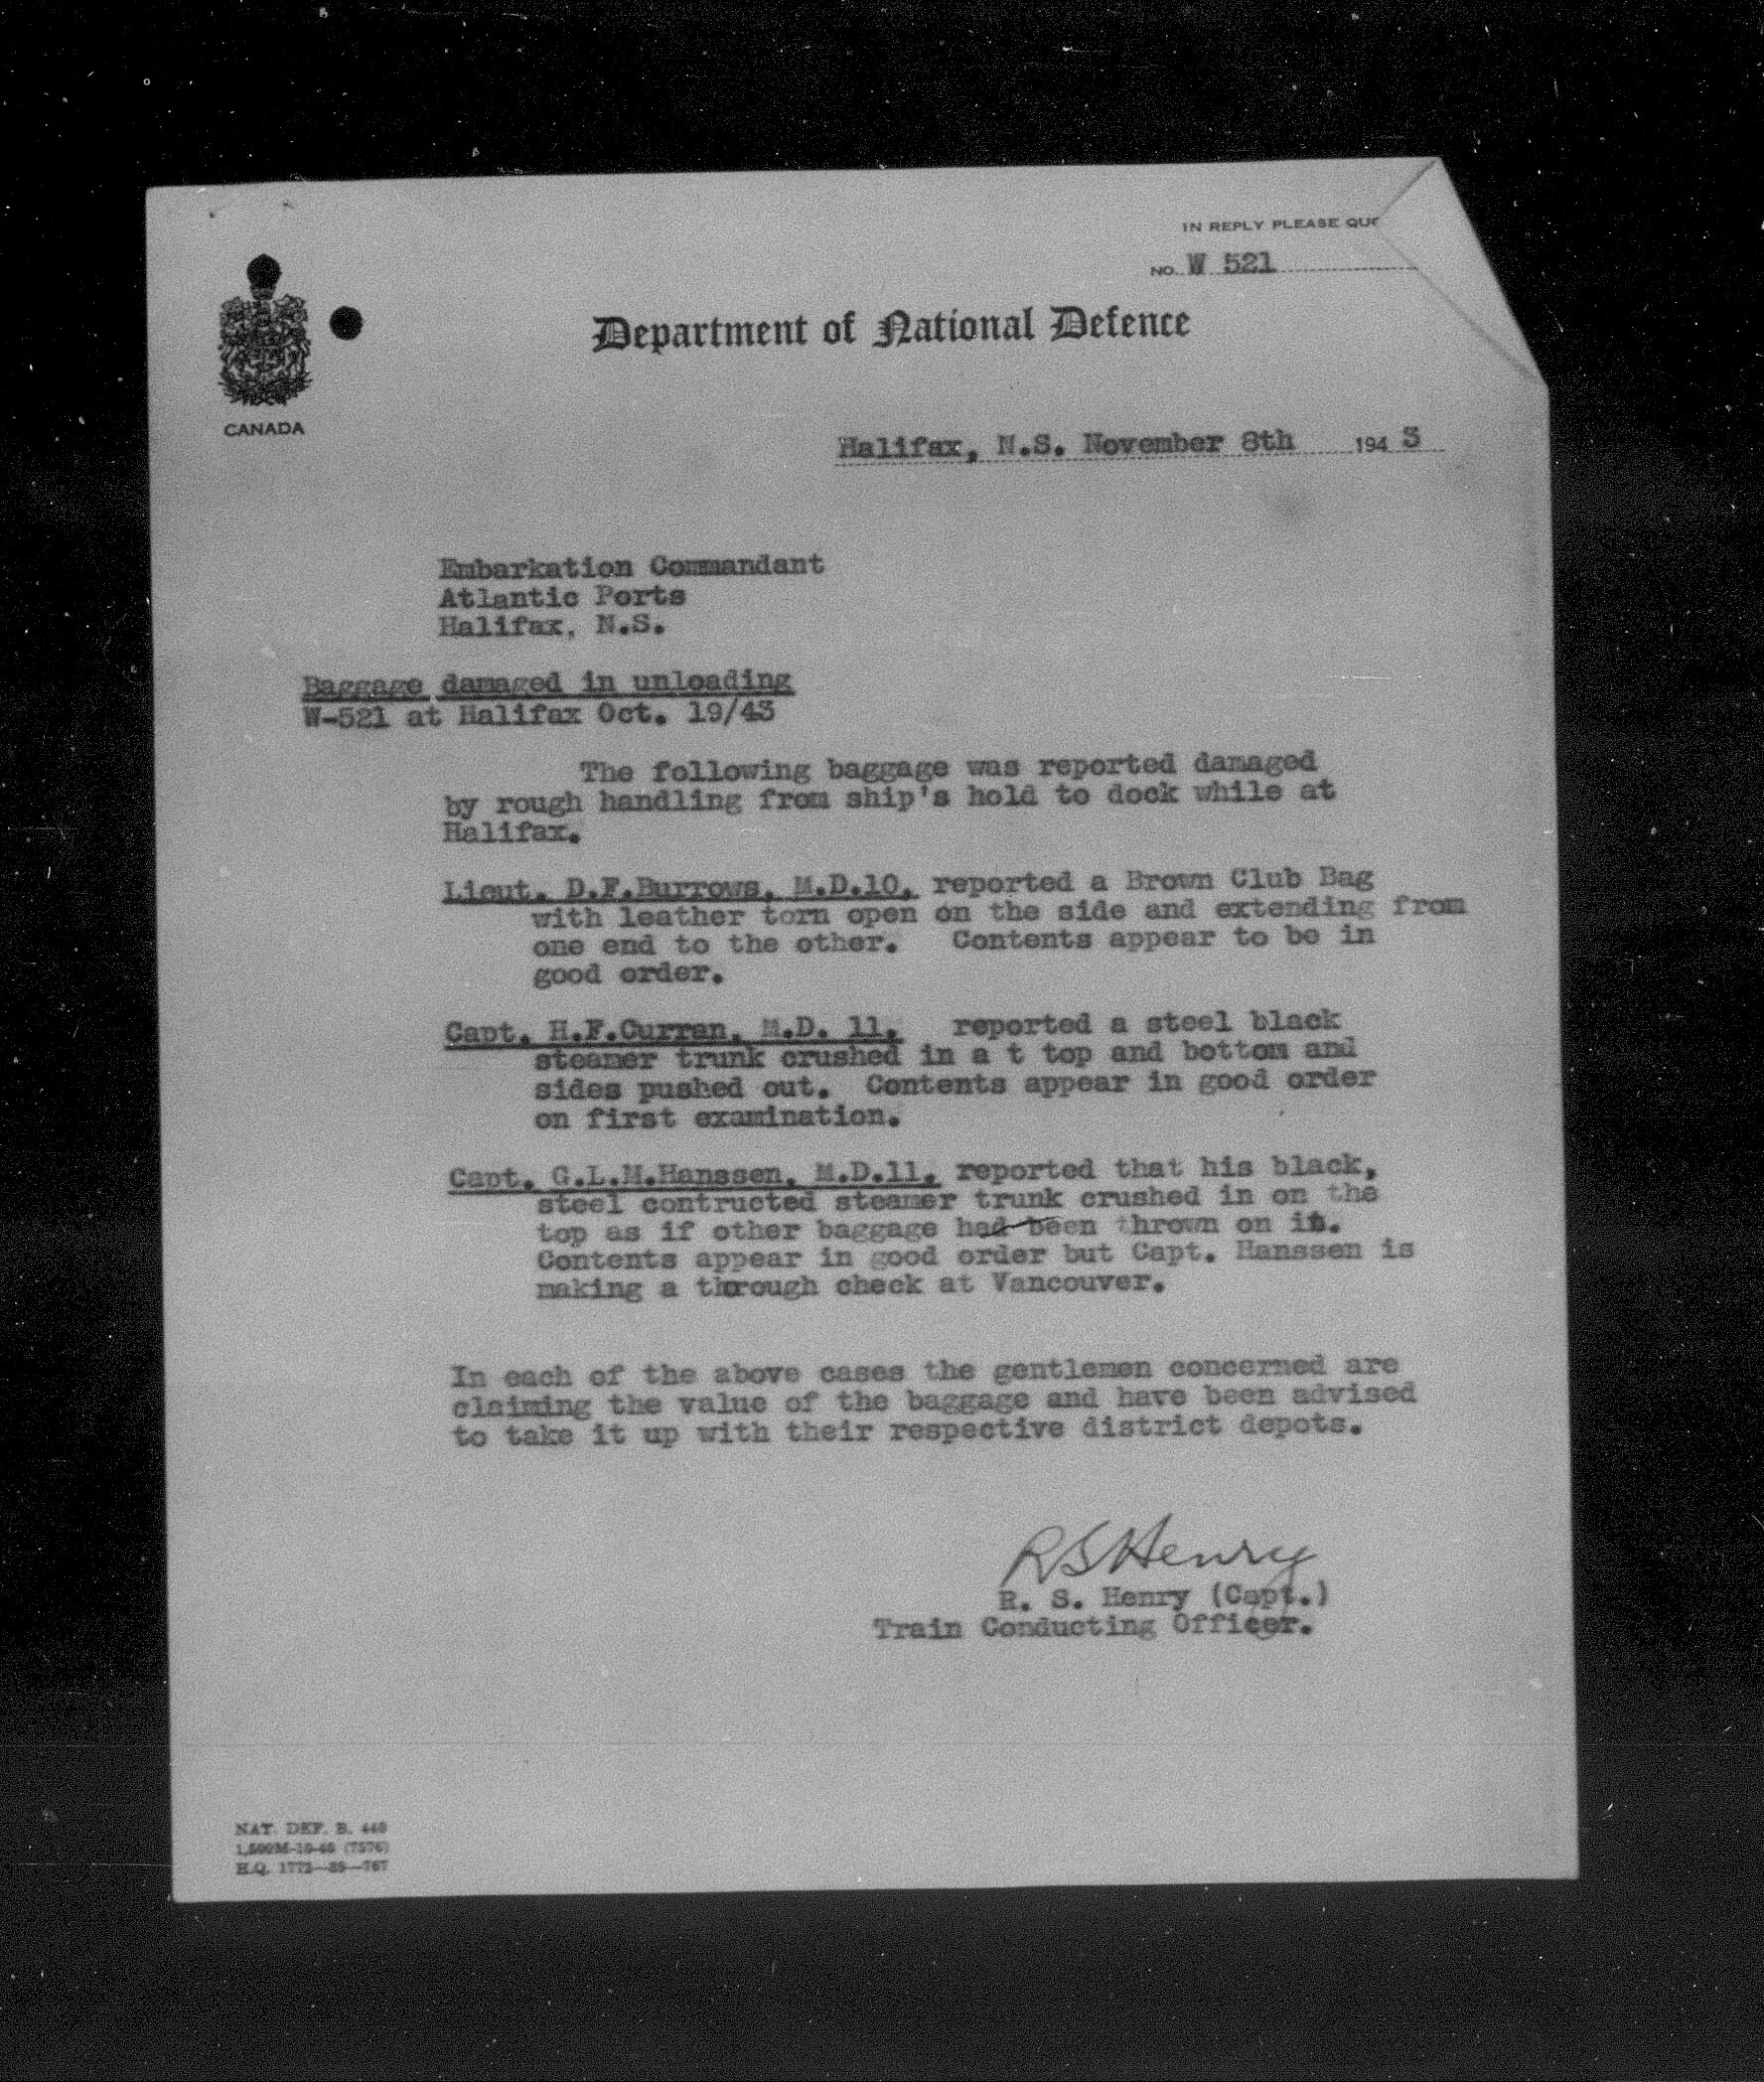 IN REPLY PLEASE QUO
NO. W 521
Department of National Defence
CANADA
Halifax, N.S. November 8th 1943
Embarkation Commandant
Atlantic Ports
Halifax, N.S.
Baggage damaged in unloading
W-521 at Halifax Oct. 19/43
The following baggage was reported damaged
by rough handling from ship's hold to dock while at
Halifax.
Lieut. D.F.Burrows, M.D.10, reported a Brown Club Bag
with leather torn open on the side and extending from
one end to the other. Contents appear to be in
good order.
Capt. H.F.Curran, M.D. 11, reported a steel black
steamer trunk crushed in a t top and bottom and
sides pushed out. Contents appear in good order
on first examination.
Capt. G.L.M.Hanssen, M.D.11, reported that his black,
steel contructed steamer trunk crushed in on the
top as if other baggage had been thrown on it.
Contents appear in good order but Capt. Hanssen is
making a through check at Vancouver.
In each of the above cases the gentlemen concerned are
claiming the value of the baggage and have been advised
to take it up with their respective district depots.
RSHenry
R. S. Henry (Capt.)
Train Conducting Officer.
NAT. DEF. B.
H.Q. 1772